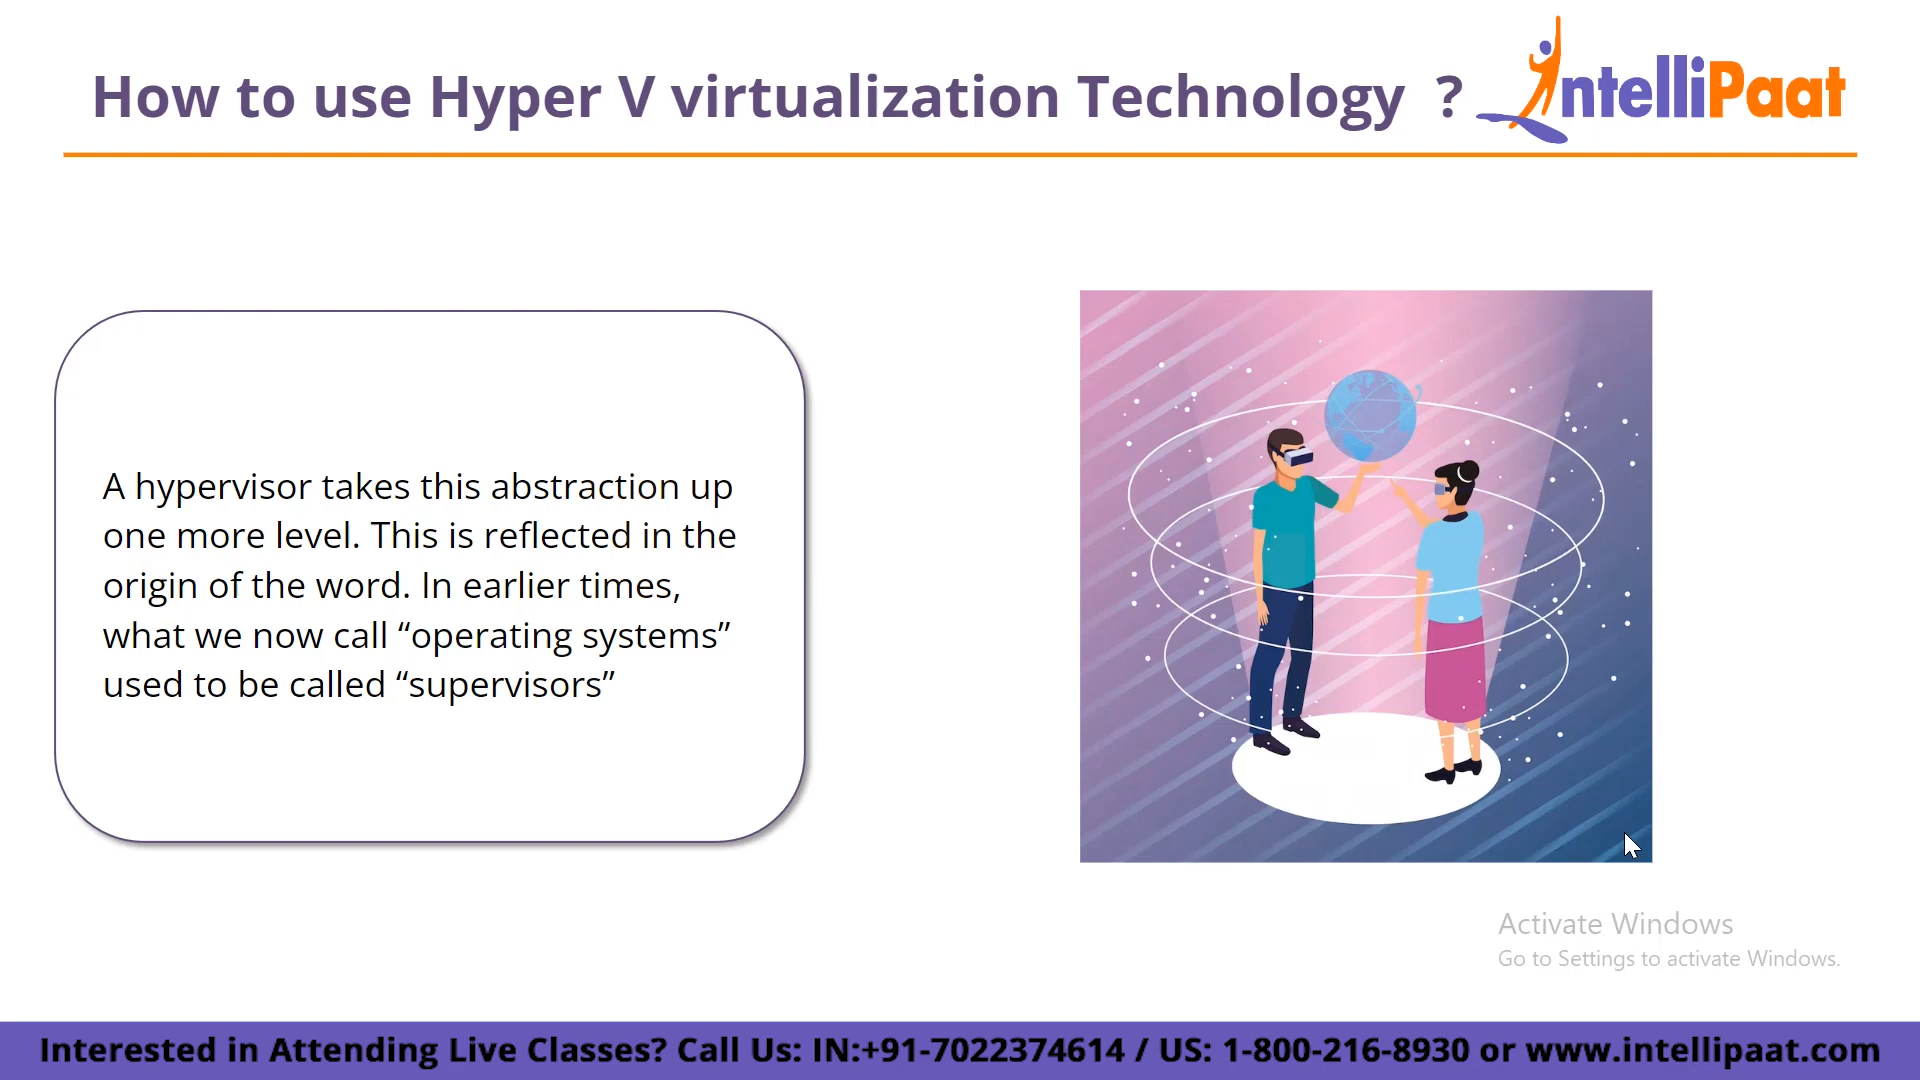 How to use Hyper V virtualization Technology ?
IntelliPaat
A hypervisor takes this abstraction up
one more level. This is reflected in the
origin of the word. In earlier times,
what we now call “operating systems”
used to be called “supervisors”
Activate Windows
Go to Settings to activate Windows.
Interested in Attending Live Classes? Call Us: IN:+91-7022374614 / US: 1-800-216-8930 or www.intellipaat.com